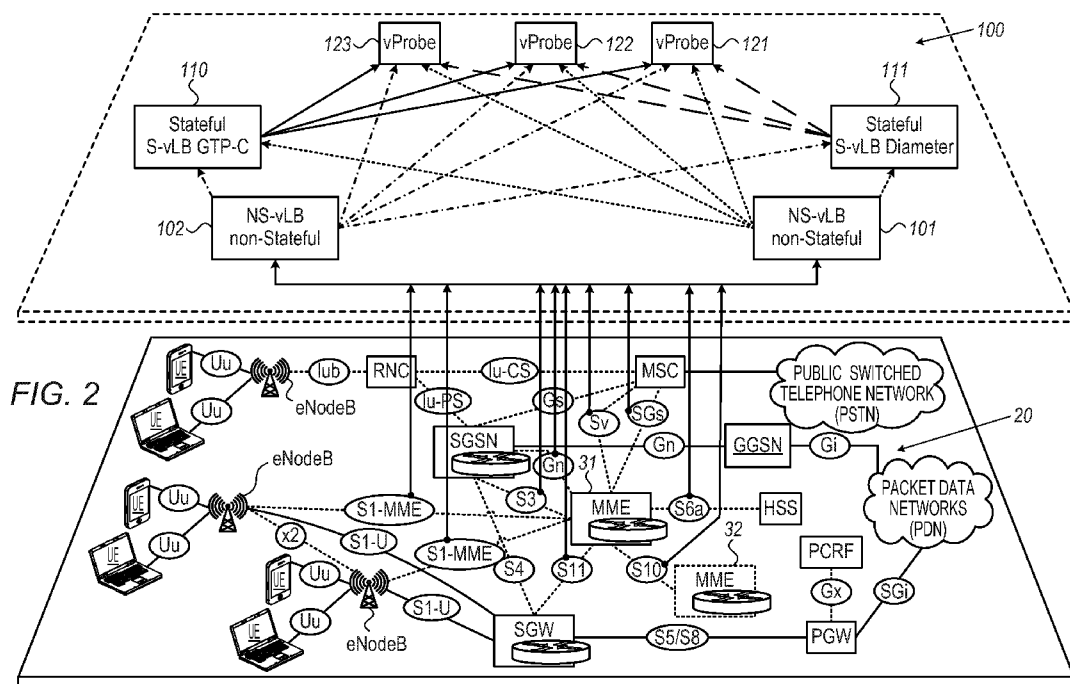 123
vProbe
vProbe
122
vProbe
121
100
110
111
Stateful
S-vLB GTP-C
Stateful
S-vLB Diameter
102
NS-vLB
non-Stateful
NS-vLB
non-Stateful
101
FIG. 2
UE
Uu
Uu
UE
eNodeB
Iub
RNC
Iu-CS
MSC
PUBLIC SWITCHED
TELEPHONE NETWORK
(PSTN)
Iu-PS
Gs
Sv
SGs
SGSN
Gn
GGSN
Gi
20
Gn
31
eNodeB
UE
Uu
Uu
UE
S3
S1-MME
MME
S6a
HSS
PACKET DATA
NETWORKS
(PDN)
x2
S1-U
S1-MME
S4
S11
S10
32
MME
PCRF
Gx
SGi
UE
Uu
Uu
UE
eNodeB
S1-U
SGW
S5/S8
PGW